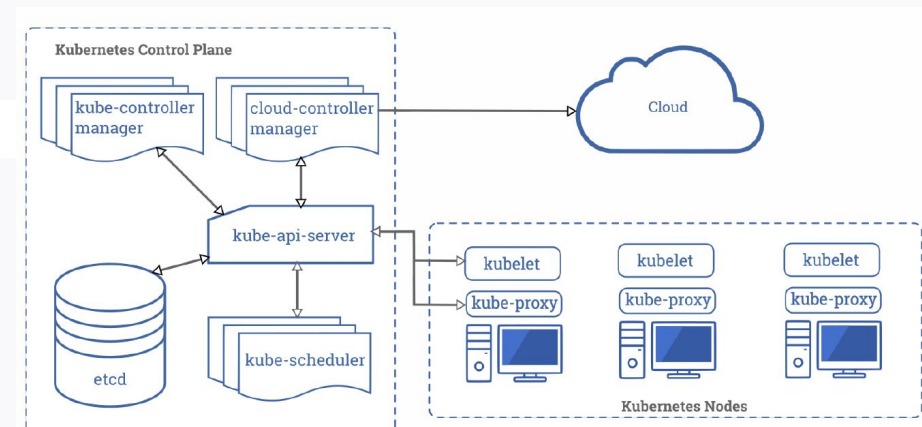 Kubernetes Control Plane
kube-controller
manager
cloud-controller
manager
Cloud
kube-api-server
etcd
kube-scheduler
kubelet
kube-proxy
kubelet
kube-proxy
kubelet
kube-proxy
Kubernetes Nodes